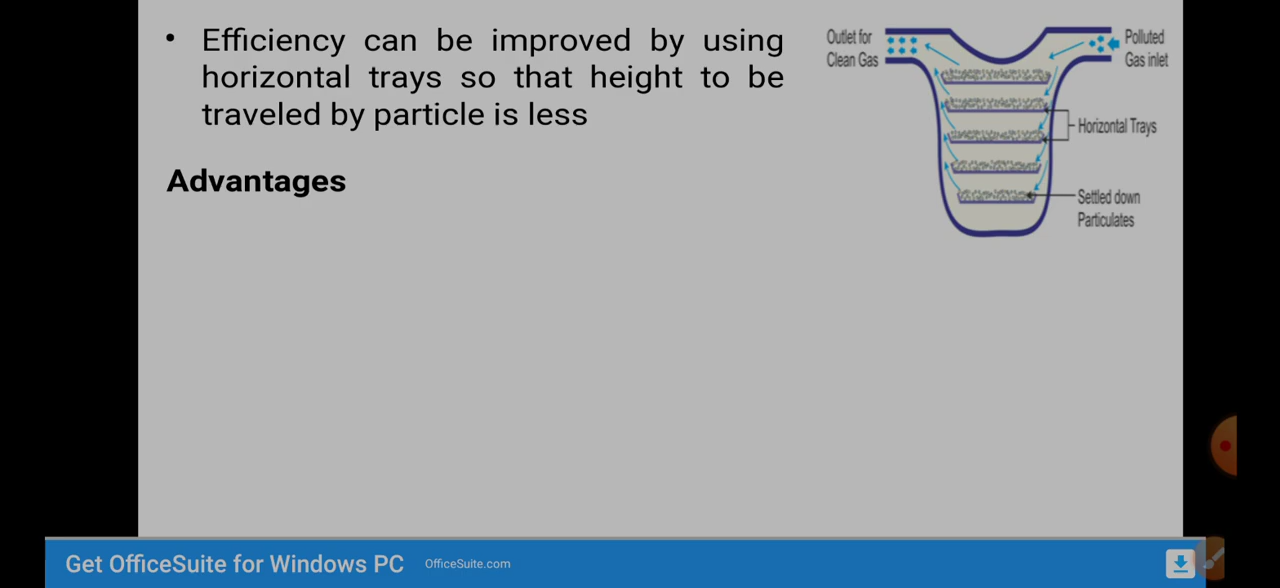 • Efficiency can be improved by using
horizontal trays so that height to be
traveled by particle is less
Advantages
Outlet for
Clean Gas
Polluted
Gas inlet
Horizontal Trays
Settled down
Particulates
Get OfficeSuite for Windows PC
OfficeSuite.com